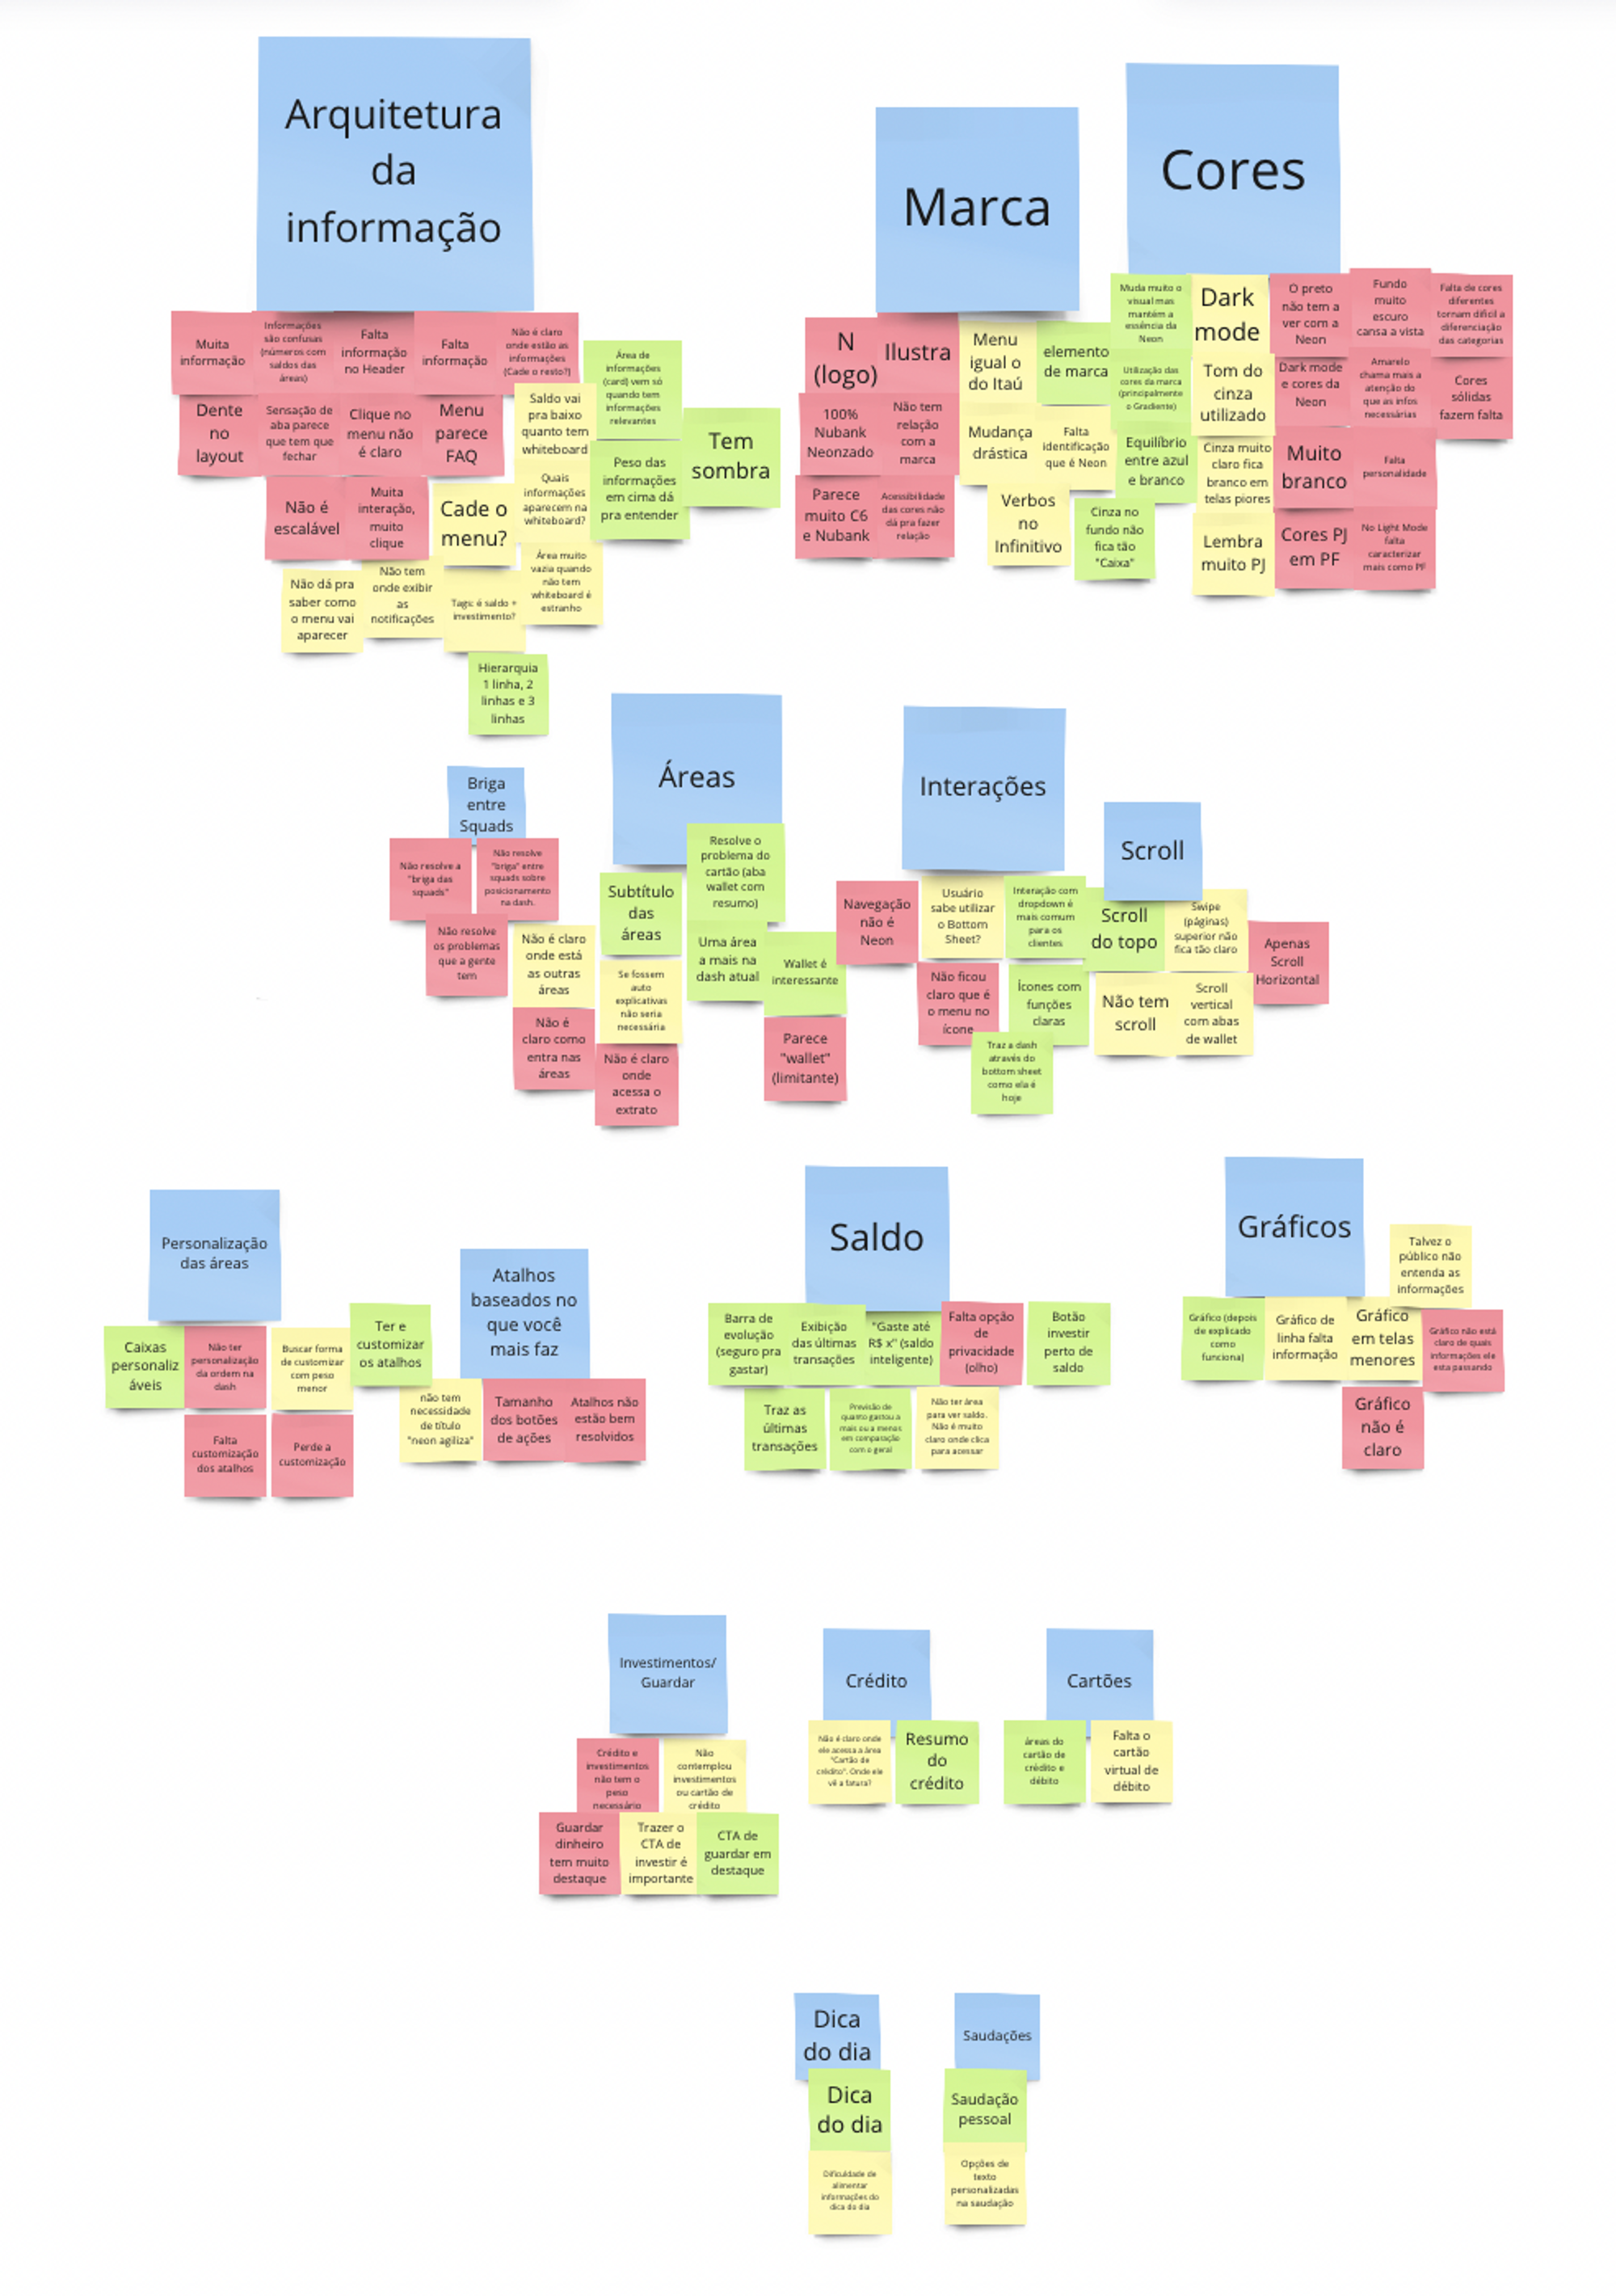 Arquitetura
da
informação
Muita
informação
Informações
são confusas
(números com
saldos das
áreas)
Falta
informação
no Header
Falta
informação
Não é claro
onde estão as
informações
(Cade o resto?)
Área de
informações
(card) vem só
quando tem
informações
relevantes
Dente
no
layout
Sensação de
aba parece
que tem que
fechar
Clique no
menu não
é claro
Menu
parece
FAQ
Saldo vai
pra baixo
quanto tem
whiteboard
Tem
sombra
Não é
escalável
Muita
interação,
muito
clique
Cade o
menu?
Quais
informações
aparecem na
whiteboard?
Peso das
informações
em cima dá
pra entender
Não dá pra
saber como
o menu vai
aparecer
Não tem
onde exibir
as
notificações
Tags: é saldo +
investimento?
Área muito
vazia quando
não tem
whiteboard é
estranho
Hierarquia
1 linha, 2
linhas e 3
linhas
Marca
N
(logo)
Ilustra
Menu
igual o
do Itaú
elemento
de marca
100%
Nubank
Neonzado
Não tem
relação
com a
marca
Mudança
drástica
Falta
identificação
que é Neon
Parece
muito C6
e Nubank
Acessibilidade
das cores não
dá pra fazer
relação
Verbos
no
Infinitivo
Cores
Muda muito o
visual mas
mantém a
essência da
Neon
Dark
mode
O preto
não tem a
ver com a
Neon
Fundo
muito
escuro
cansa a vista
Falta de cores
diferentes
tornam difícil a
diferenciação
das categorias
Utilização das
cores da marca
(principalmente
o Gradiente)
Tom do
cinza
utilizado
Dark mode
e cores da
Neon
Amarelo
chama mais a
atenção do
que as infos
necessárias
Cores
sólidas
fazem falta
Equilíbrio
entre azul
e branco
Cinza muito
claro fica
branco em
telas piores
Muito
branco
Falta
personalidade
Cinza no
fundo não
fica tão
"Caixa"
Lembra
muito PJ
Cores PJ
em PF
No Light Mode
falta
caracterizar
mais como PF
Briga
entre
Squads
Não resolve a
"briga das
squads"
Não resolve
"briga" entre
squads sobre
posicionamento
na dash.
Não resolve
os problemas
que a gente
tem
Áreas
Resolve o
problema do
cartão (aba
wallet com
resumo)
Subtítulo
das
áreas
Não é claro
onde está
as outras
áreas
Se fossem
auto
explicativas
não seria
necessária
Uma área
a mais na
dash atual
Wallet é
interessante
Não é
claro como
entra nas
áreas
Não é claro
onde
acessa o
extrato
Parece
"wallet"
(limitante)
Interações
Navegação
não é
Neon
Usuário
sabe utilizar
o Bottom
Sheet?
Interação com
dropdown é
mais comum
para os
clientes
Não ficou
claro que é
o menu no
ícone
Ícones com
funções
claras
Traz a dash
através do
bottom sheet
como ela é
hoje
Scroll
Scroll
do topo
Swipe
(páginas)
superior não
fica tão claro
Apenas
Scroll
Horizontal
Não tem
scroll
Scroll
vertical
com abas
de wallet
Personalização
das áreas
Caixas
personaliz
áveis
Não ter
personalização
da ordem na
dash
Buscar forma
de customizar
com peso
menor
Falta
customização
dos atalhos
Perde a
customização
Atalhos
baseados no
que você
mais faz
Ter e
customizar
os atalhos
não tem
necessidade
de título
"neon agiliza"
Tamanho
dos botões
de ações
Atalhos não
estão bem
resolvidos
Saldo
Barra de
evolução
(seguro pra
gastar)
Exibição
das últimas
transações
"Gaste até
R$ x" (saldo
inteligente)
Falta opção
de
privacidade
(olho)
Botão
investir
perto de
saldo
Traz as
últimas
transações
Previsão de
quanto gastou a
mais ou a menos
em comparação
com o geral
Não ter área
para ver saldo.
Não é muito
claro onde clica
para acessar
Gráficos
Talvez o
público não
entenda as
informações
Gráfico (depois
de explicado
como
funciona)
Gráfico de
linha falta
informação
Gráfico
em telas
menores
Gráfico não está
claro de quais
informações ele
esta passando
Gráfico
não é
claro
Investimentos/
Guardar
Crédito e
investimentos
não tem o
peso
necessário
Não
contemplou
investimentos
ou cartão de
crédito
Guardar
dinheiro
tem muito
destaque
Trazer o
CTA de
investir é
importante
CTA de
guardar em
destaque
Crédito
Não é claro onde
ele acessa a área
"Cartão de
crédito". Onde ele
vê a fatura?
Resumo
do
crédito
Cartões
áreas do
cartão de
crédito e
débito
Falta o
cartão
virtual de
débito
Dica
do dia
Dica
do dia
Dificuldade de
alimentar
informações do
dica do dia
Saudações
Saudação
pessoal
Opções de
texto
personalizadas
na saudação